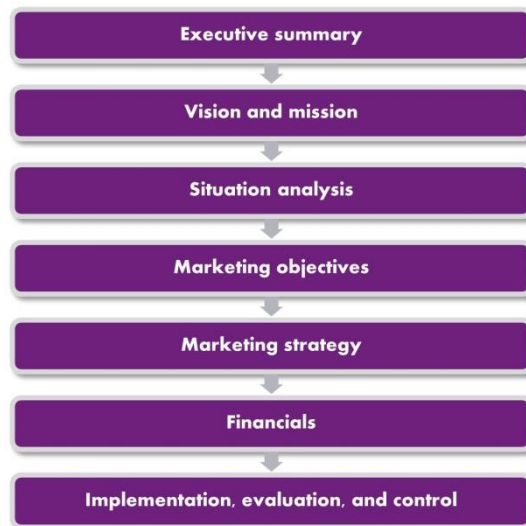 Executive summary
Vision and mission
Situation analysis
Marketing objectives
Marketing strategy
Financials
Implementation, evaluation, and control